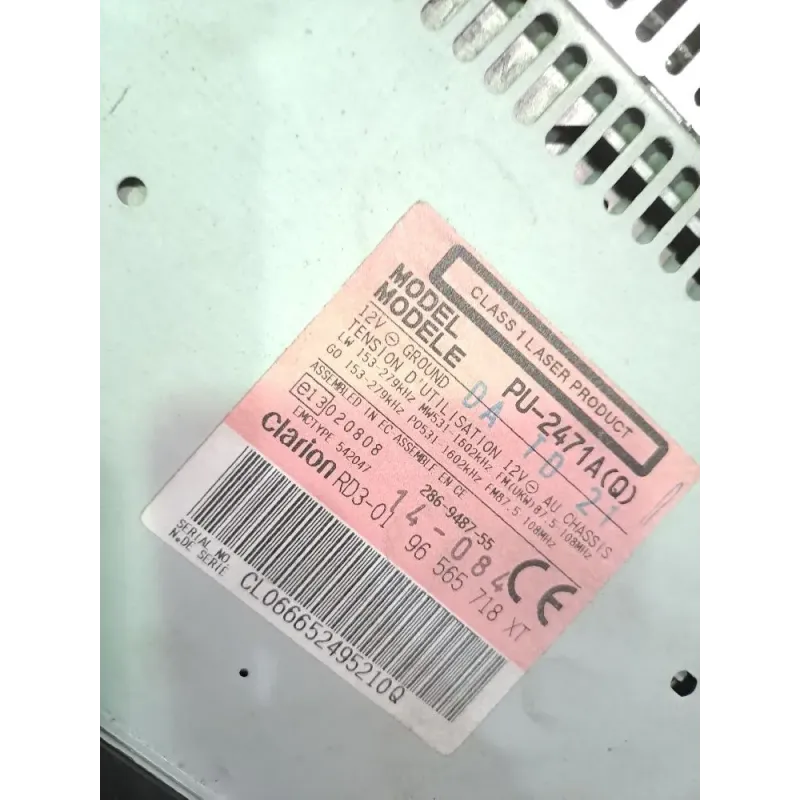 CLASS 1 LASER PRODUCT
MODEL
MODELE PU-2471A(Q)
12V ⊖ GROUND
TENSION D'UTILISATION 12V ⊖ AU CHASSIS
LW 153-279kHz MW531-1602kHz FM(UKW)87.5-108MHz
GO 153-279kHz PO531-1602kHz FM87.5-108MHz
DA TD 21
ASSEMBLED IN EC-ASSEMBLE EN CE
e13 020808 286-9487-55
EMCTYPE 542047 14-084
Clarion RD3-01 96 565 718 XT
CE
SERIAL NO.
N.DE SERIE
CL066652495210Q